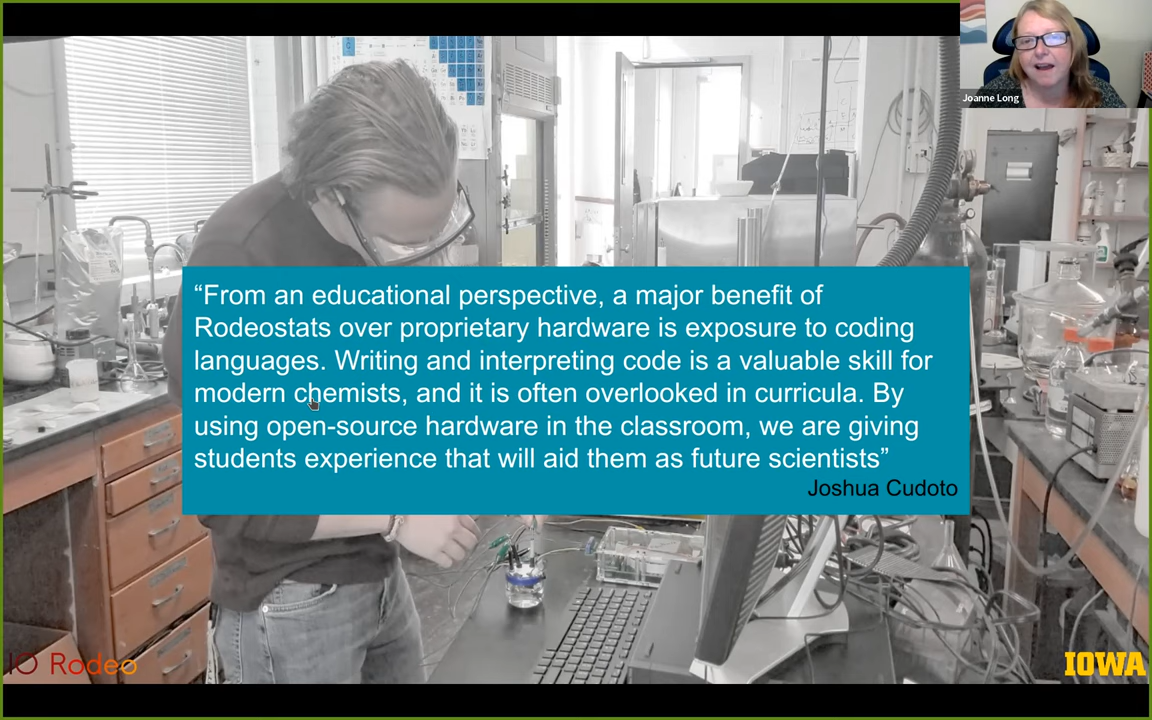 Joanne Long
“From an educational perspective, a major benefit of
Rodeostats over proprietary hardware is exposure to coding
languages. Writing and interpreting code is a valuable skill for
modern chemists, and it is often overlooked in curricula. By
using open-source hardware in the classroom, we are giving
students experience that will aid them as future scientists”
Joshua Cudoto
IO Rodeo
IOWA